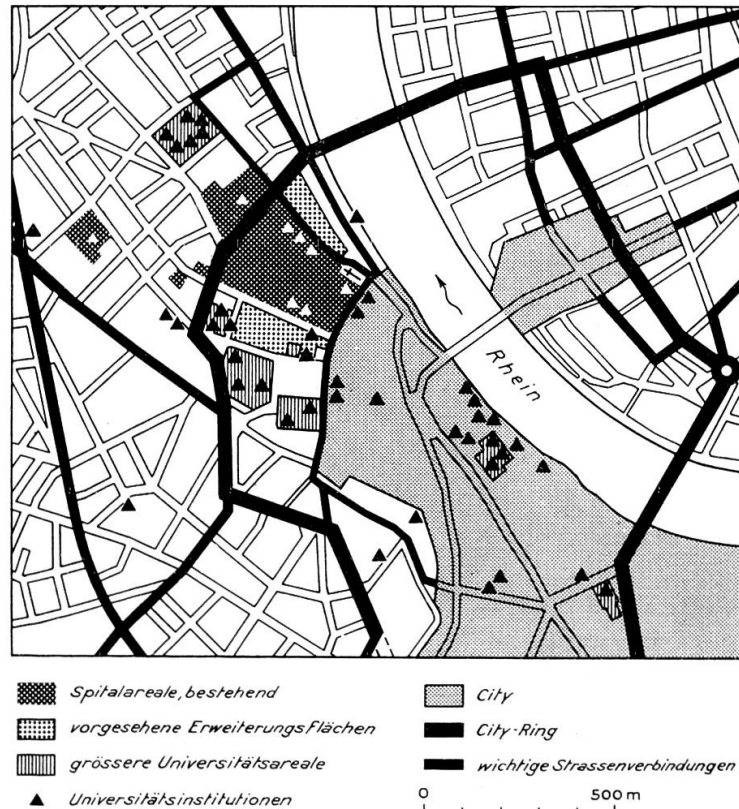 Rhein
Spitalareale, bestehend
vorgesehene Erweiterungsflächen
grössere Universitätsareale
Universitätsinstitutionen
City
City-Ring
wichtige Strassenverbindungen
0 500 m